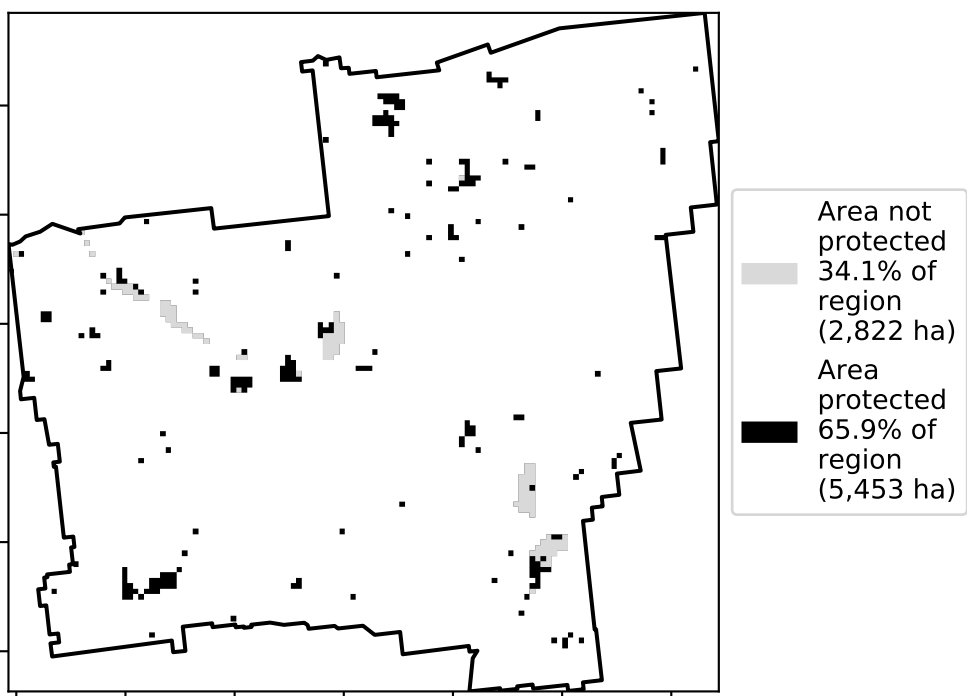 Area not
protected
34.1% of
region
(2,822 ha)
Area
protected
65.9% of
region
(5,453 ha)